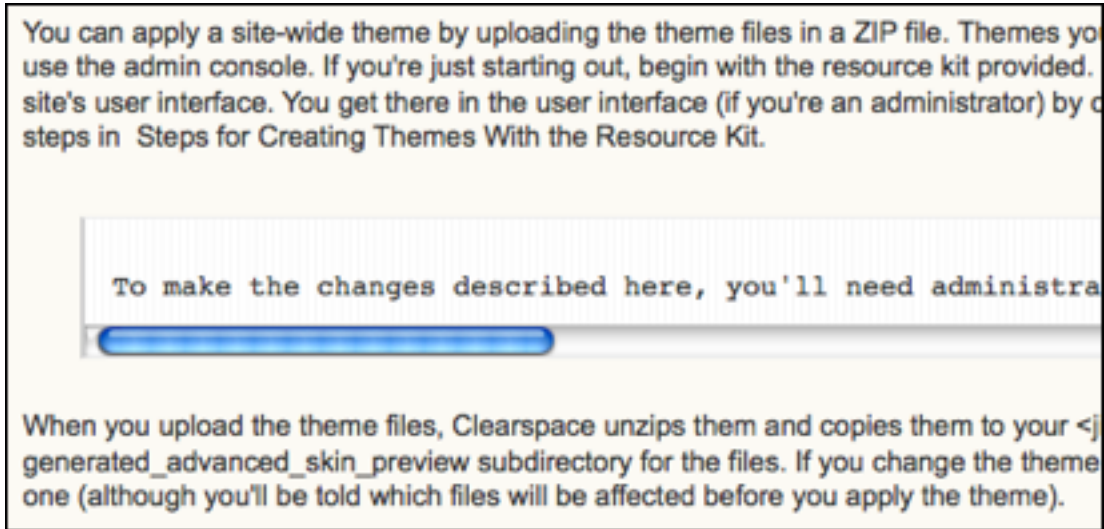 You can apply a site-wide theme by uploading the theme files in a ZIP file. Themes
use the admin console. If you're just starting out, begin with the resource kit provided.
site's user interface. You get there in the user interface (if you're an administrator) by
steps in Steps for Creating Themes With the Resource Kit.
To make the changes described here, you'll need
When you upload the theme files, Clearspace unzips them and copies them to your
generated_advanced_skin_preview subdirectory for the files. If you change the theme
one (although you'll be told which files will be affected before you apply the theme).